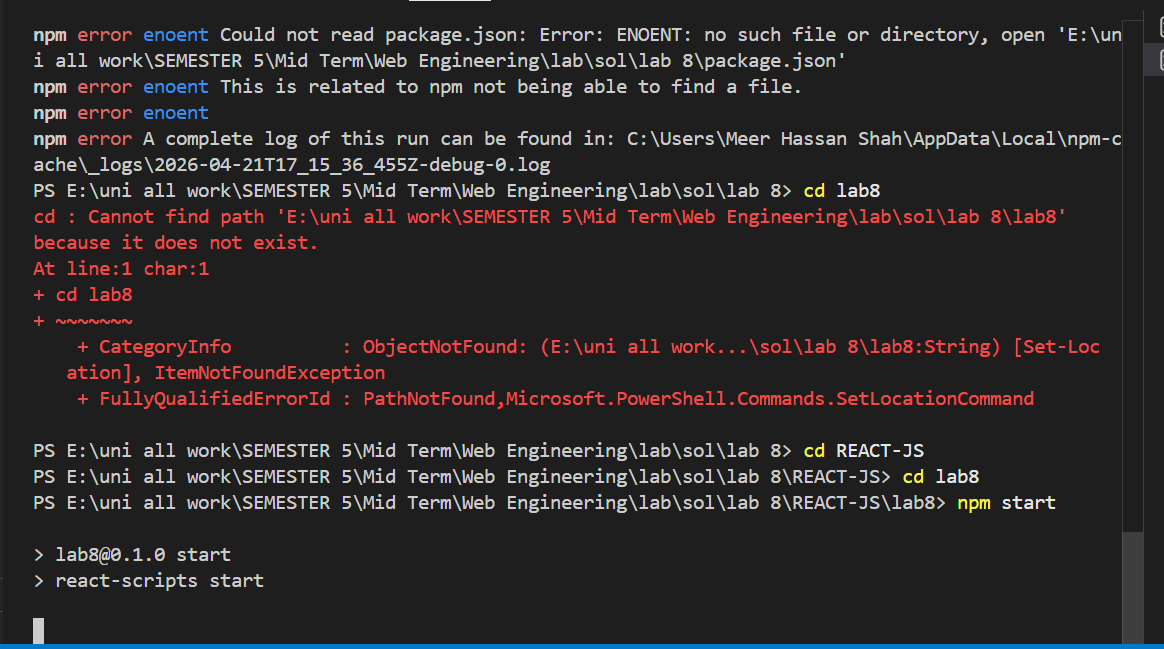 npm error enoent Could not read package.json: Error: ENOENT: no such file or directory, open 'E:\un
i all work\SEMESTER 5\Mid Term\Web Engineering\lab\sol\lab 8\package.json'
npm error enoent This is related to npm not being able to find a file.
npm error enoent
npm error A complete log of this run can be found in: C:\Users\Meer Hassan Shah\AppData\Local\npm-c
ache\_logs\2026-04-21T17_15_36_455Z-debug-0.log
PS E:\uni all work\SEMESTER 5\Mid Term\Web Engineering\lab\sol\lab 8> cd lab8
cd : Cannot find path 'E:\uni all work\SEMESTER 5\Mid Term\Web Engineering\lab\sol\lab 8\lab8'
because it does not exist.
At line:1 char:1
+ cd lab8
+ ~~~~~~~
    + CategoryInfo          : ObjectNotFound: (E:\uni all work...\sol\lab 8\lab8:String) [Set-Loc
   ation], ItemNotFoundException
    + FullyQualifiedErrorId : PathNotFound,Microsoft.PowerShell.Commands.SetLocationCommand

PS E:\uni all work\SEMESTER 5\Mid Term\Web Engineering\lab\sol\lab 8> cd REACT-JS
PS E:\uni all work\SEMESTER 5\Mid Term\Web Engineering\lab\sol\lab 8\REACT-JS> cd lab8
PS E:\uni all work\SEMESTER 5\Mid Term\Web Engineering\lab\sol\lab 8\REACT-JS\lab8> npm start

> lab8@0.1.0 start
> react-scripts start